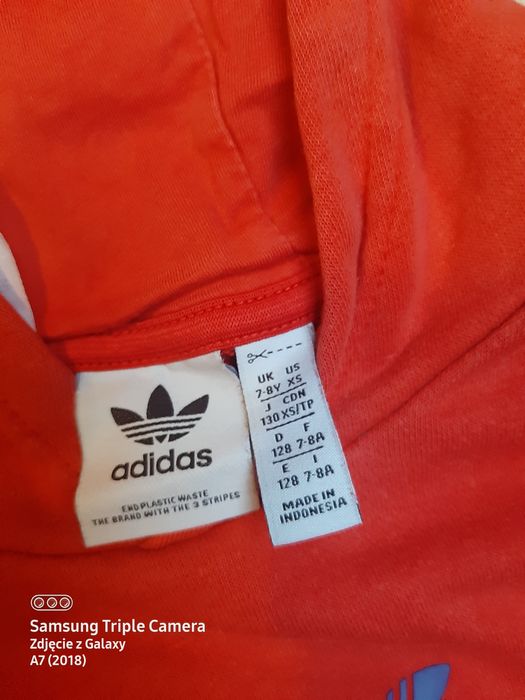 adidas
END PLASTIC WASTE
THE BRAND WITH THE 3 STRIPES
UK US
7-8Y XS
J CDN
130 XS/TP
D F
128 7-8A
E I
128 7-8A
MADE IN
INDONESIA
Samsung Triple Camera
Zdjęcie z Galaxy
A7 (2018)